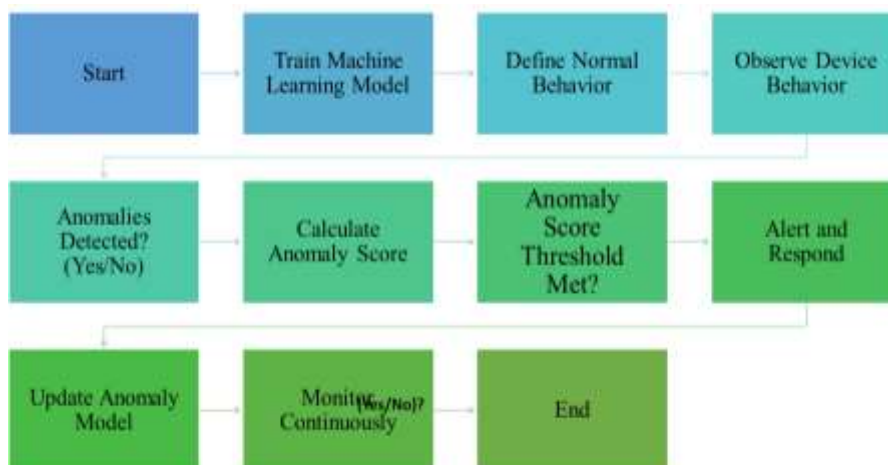 Start
Train Machine
Learning Model
Define Normal
Behavior
Observe Device
Behavior
Anomalies
Detected?
(Yes/No)
Calculate
Anomaly Score
Anomaly
Score
Threshold
Met?
Alert and
Respond
Update Anomaly
Model
Monitor
(Yes/No)?
Continuously
End